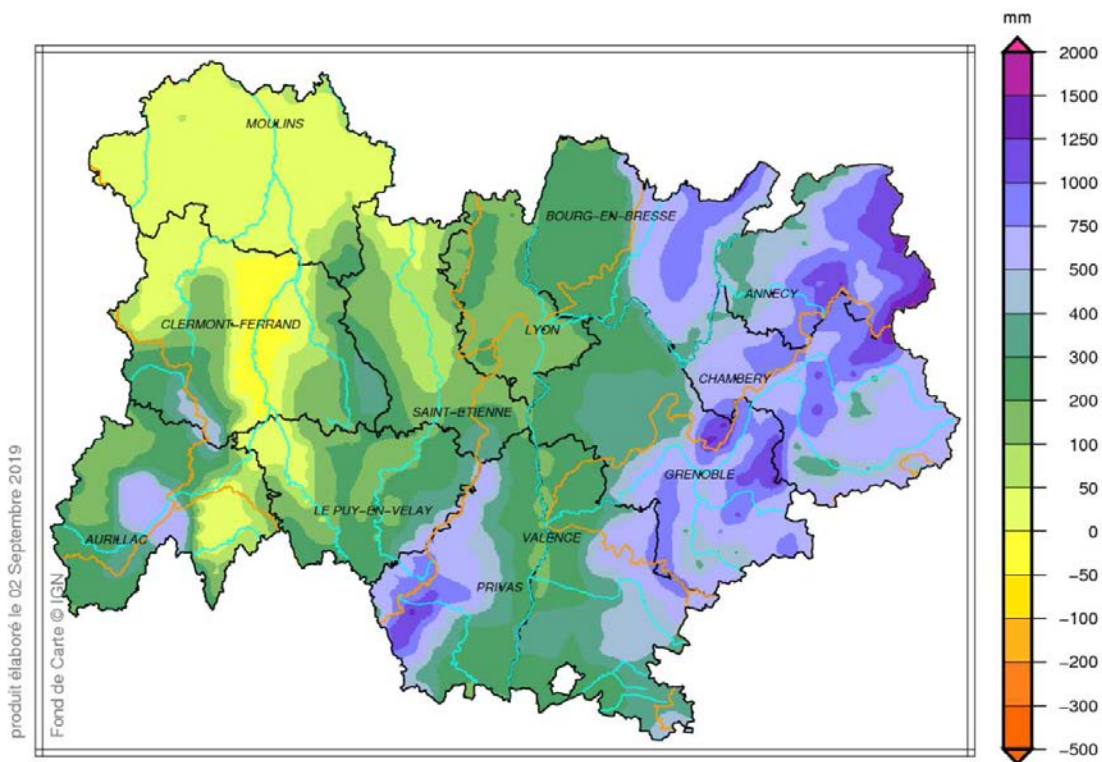 mm
2000
1500
1250
1000
750
500
400
300
200
100
50
0
-50
-100
-200
-300
-500
MOULINS
BOURG-EN-BRESSE
ANNECY
CLERMONT-FERRAND
LYON
CHAMBERY
SAINT-ETIENNE
GRENOBLE
LE PUY-EN-VELAY
AURILLAC
VALENCE
PRIVAS
produit élaboré le 02 Septembre 2019
Fond de Carte © IGN